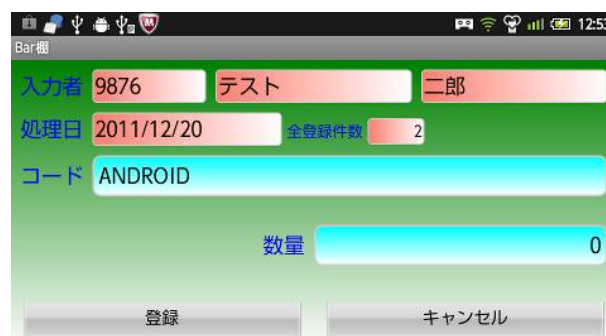 12:53
Bar棚
入力者 9876 テスト 二郎
処理日 2011/12/20 全登録件数 2
コード ANDROID
数量 0
登録 キャンセル